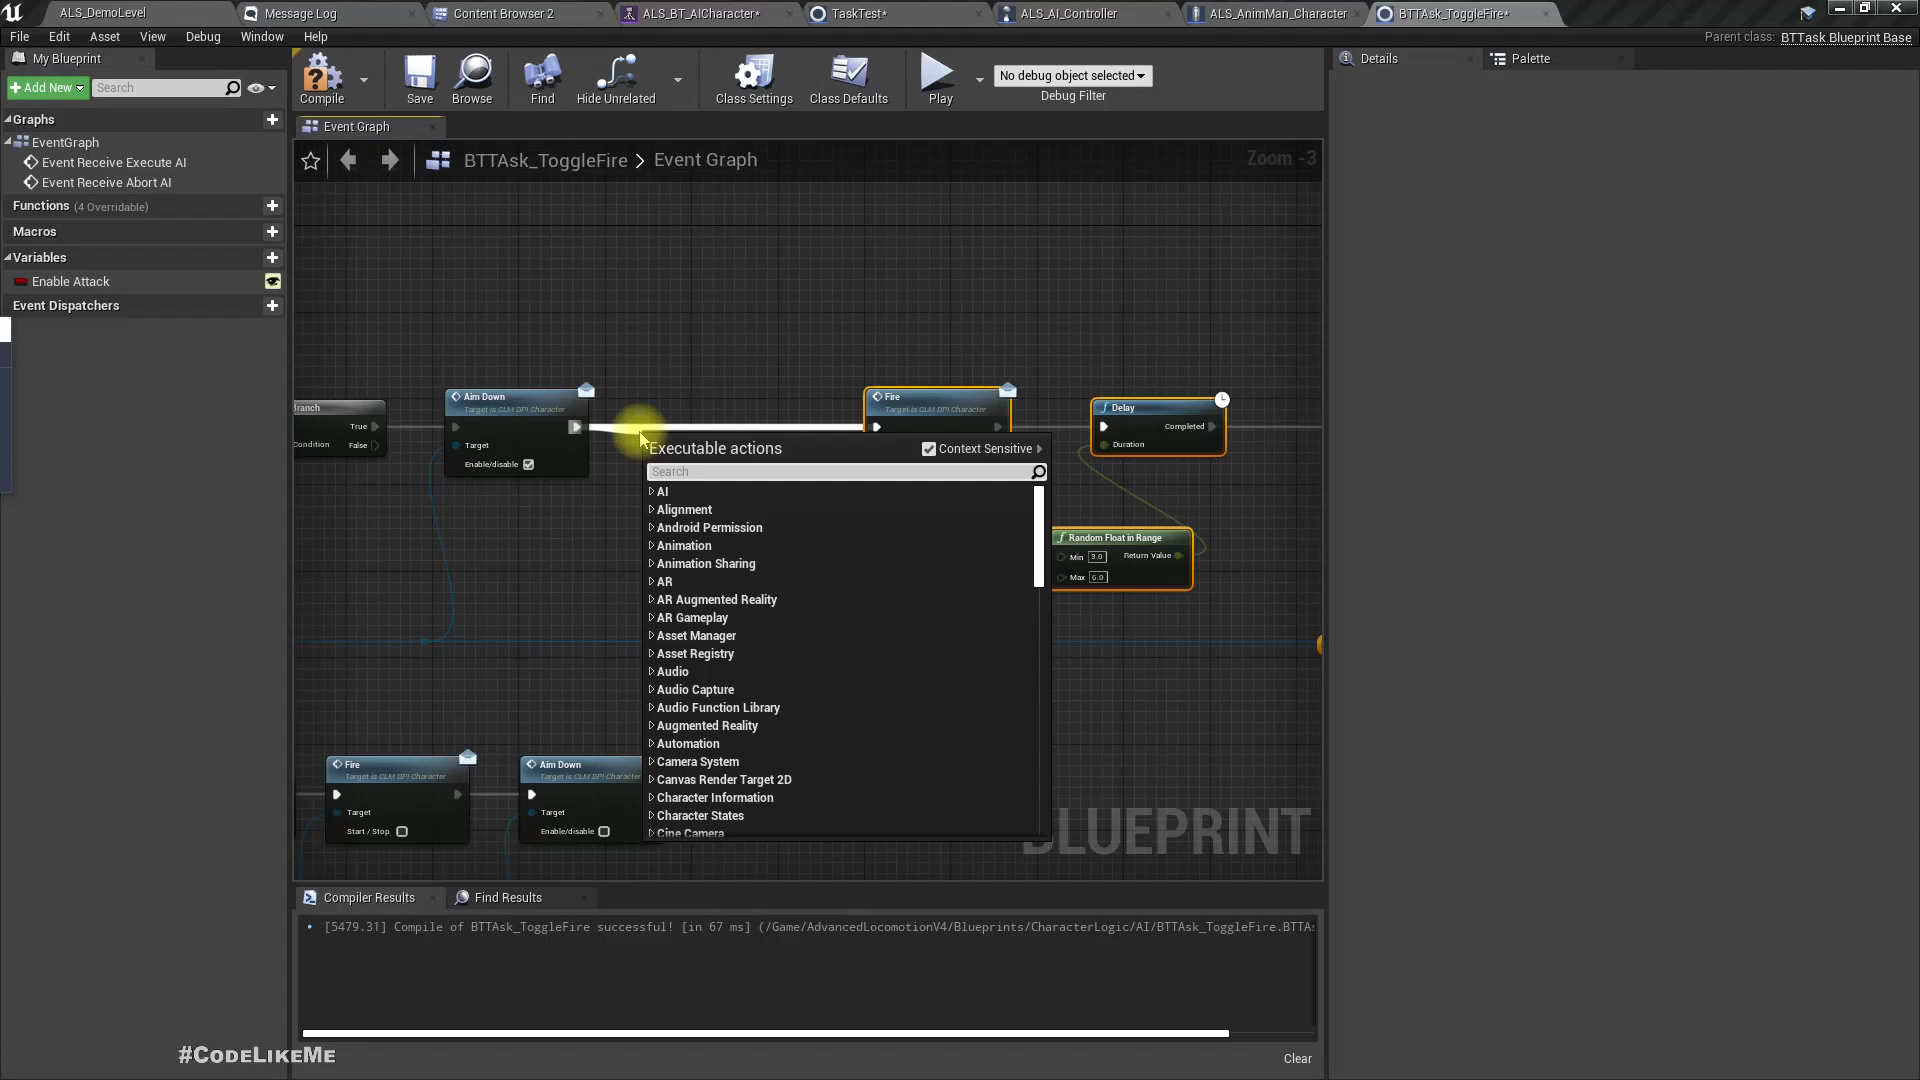 ALS_DemoLevel
Message Log
Content Browser 2
ALS_BT_AICharacter*
TaskTest*
ALS_AI_Controller
ALS_AnimMan_Character
BTTAsk_ToggleFire*
File Edit Asset View Debug Window Help
Parent class: BTTask Blueprint Base
My Blueprint
Details
Palette
Add New
Search
Compile
Save
Browse
Find
Hide Unrelated
Class Settings
Class Defaults
Play
No debug object selected
Debug Filter
Graphs
EventGraph
Event Receive Execute AI
Event Receive Abort AI
Functions (4 Overridable)
Macros
Variables
Enable Attack
Event Dispatchers
Event Graph
BTTAsk_ToggleFire > Event Graph
Zoom -3
Branch
True
Condition False
Aim Down
Target is CLM DPI Character
Target
Enable/disable
Fire
Target is CLM DPI Character
Delay
Completed
Duration
Random Float in Range
Min 3.0 Return Value
Max 6.0
Executable actions
Context Sensitive
Search
AI
Alignment
Android Permission
Animation
Animation Sharing
AR
AR Augmented Reality
AR Gameplay
Asset Manager
Asset Registry
Audio
Audio Capture
Audio Function Library
Augmented Reality
Automation
Camera System
Canvas Render Target 2D
Character Information
Character States
Cine Camera
Fire
Target is CLM DPI Character
Target
Start / Stop
Aim Down
Target is CLM DPI Character
Target
Enable/disable
BLUEPRINT
Compiler Results
Find Results
[5479.31] Compile of BTTAsk_ToggleFire successful! [in 67 ms] (/Game/AdvancedLocomotionV4/Blueprints/CharacterLogic/AI/BTTAsk_ToggleFire.BTTAs
Clear
#CodeLikeMe